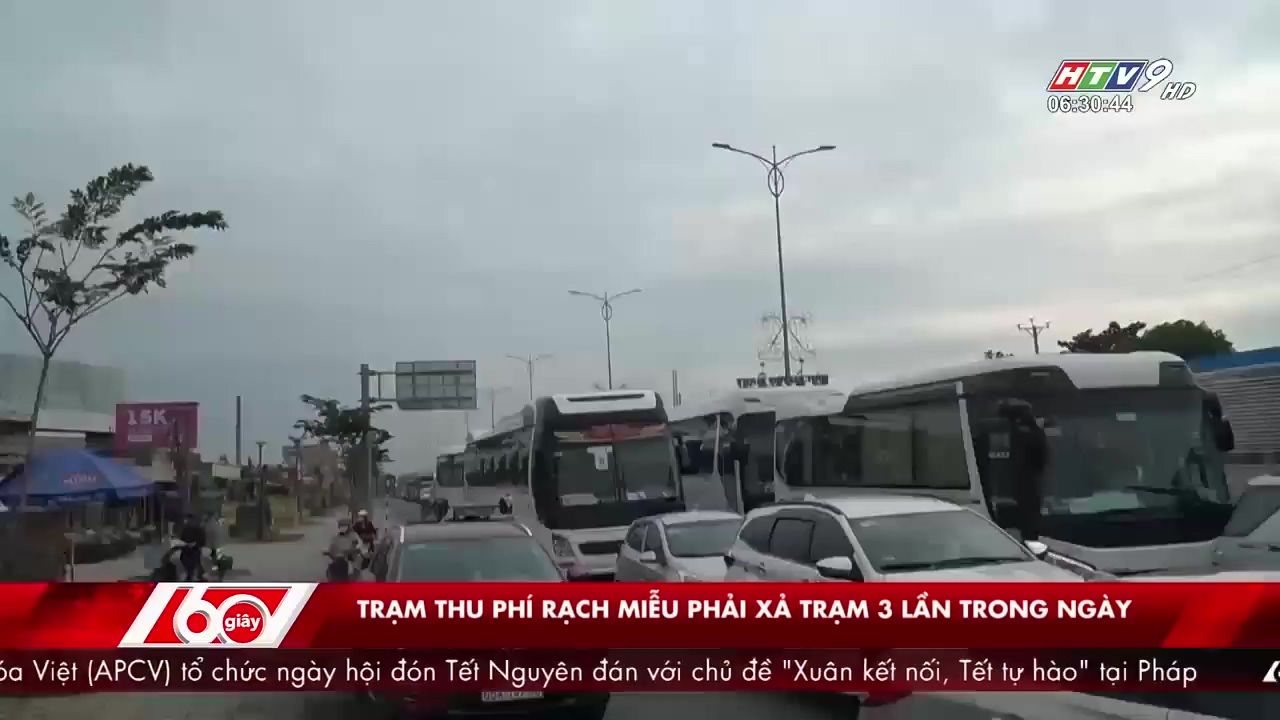 HTV9 HD
06:30:44
15K
60 giây
TRẠM THU PHÍ RẠCH MIỄU PHẢI XẢ TRẠM 3 LẦN TRONG NGÀY
óa Việt (APCV) tổ chức ngày hội đón Tết Nguyên đán với chủ đề "Xuân kết nối, Tết tự hào" tại Pháp